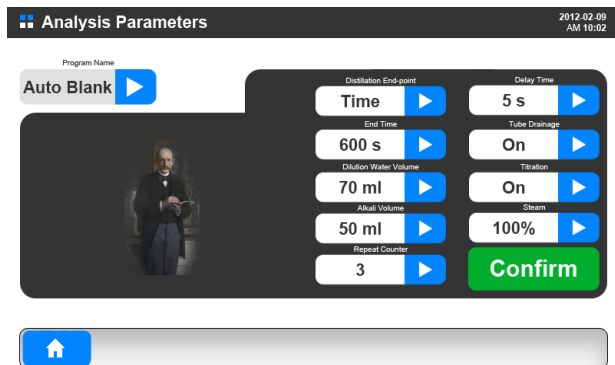 Analysis Parameters
2012-02-09
AM 10:02
Program Name
Auto Blank
Distillation End-point
Time
End Time
600 s
Dilution Water Volume
70 ml
Alkali Volume
50 ml
Repeat Counter
3
Delay Time
5 s
Tube Drainage
On
Titration
On
Steam
100%
Confirm